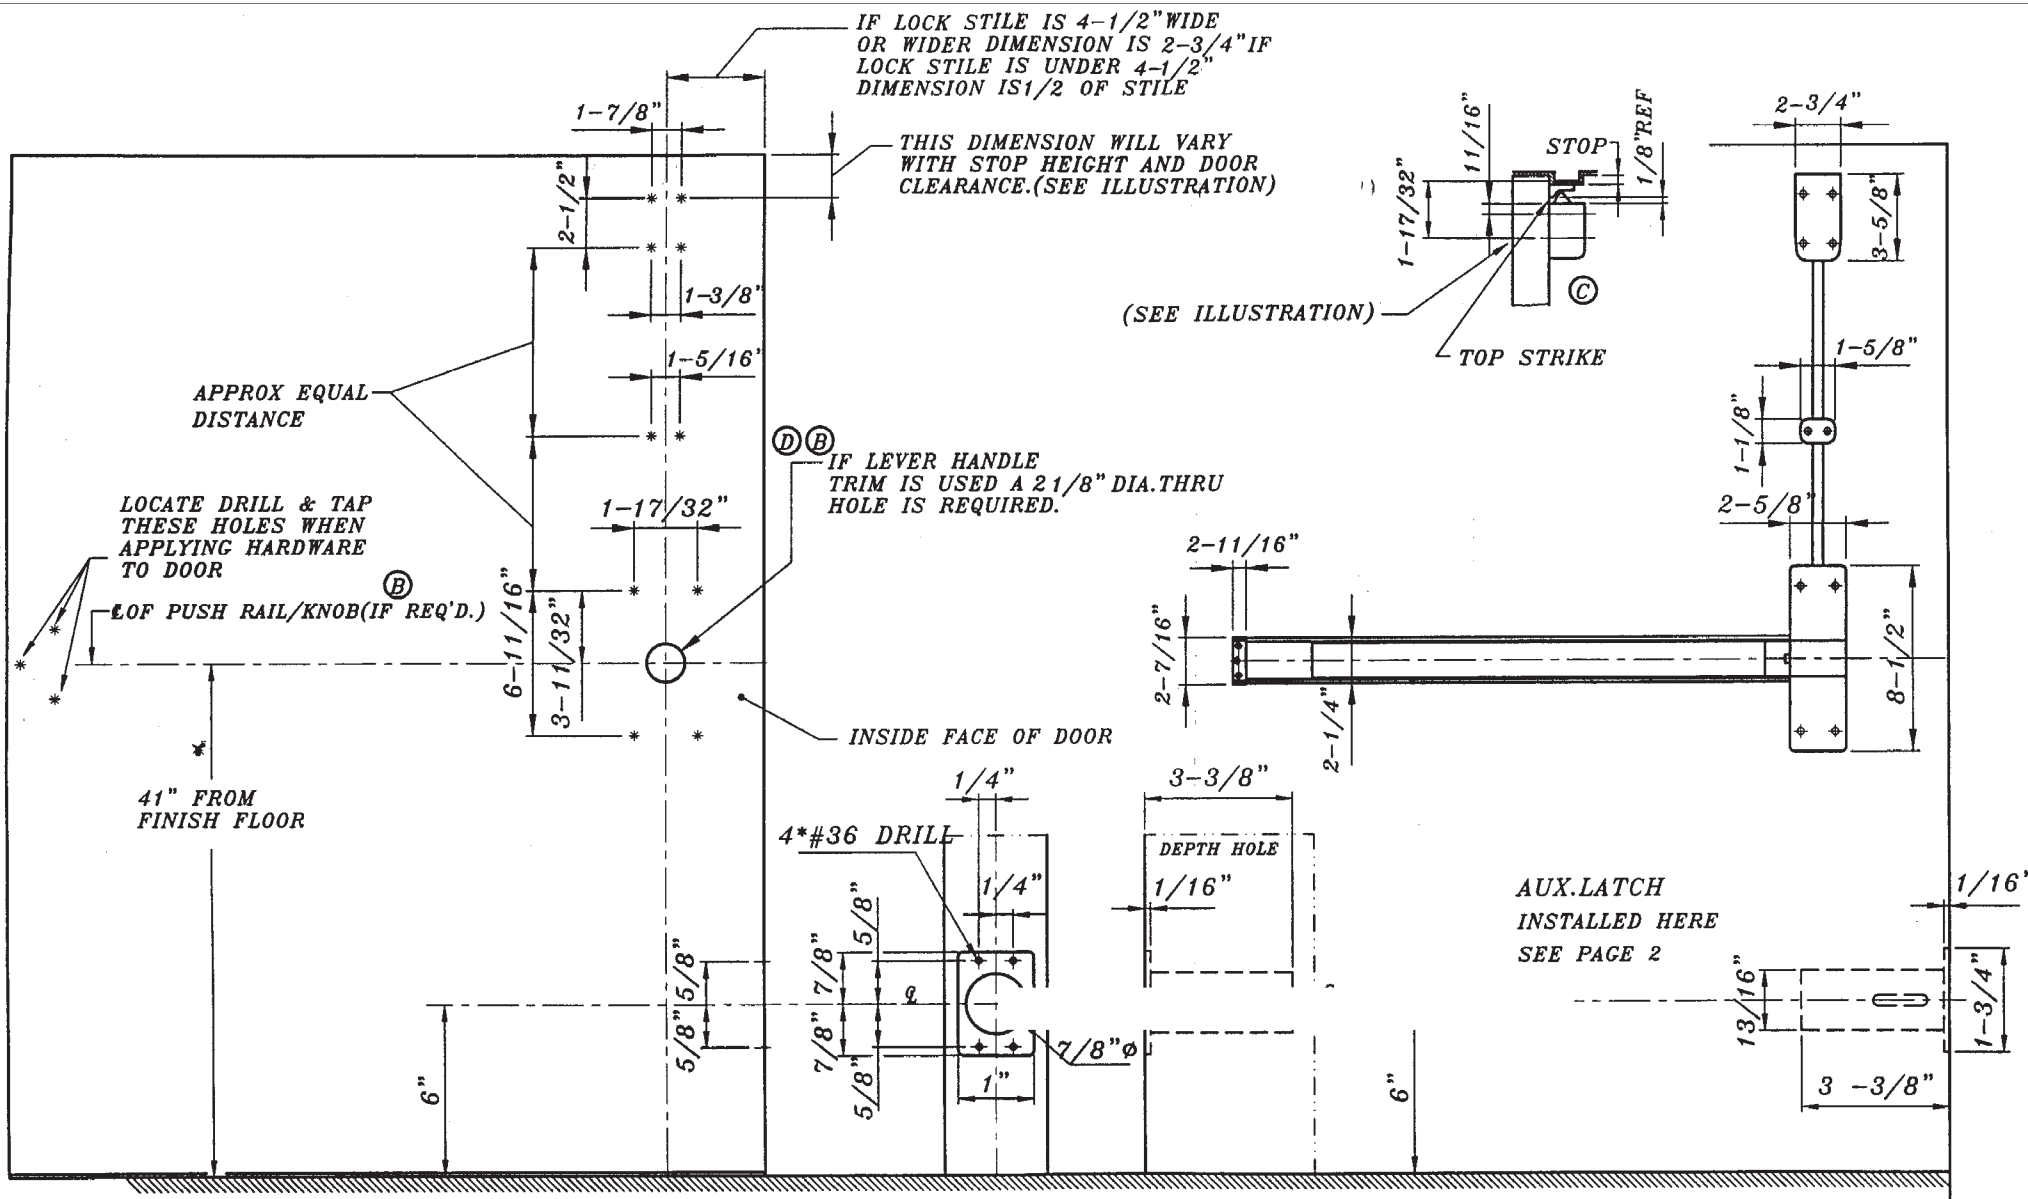 IF LOCK STILE IS 4-1/2"WIDE
OR WIDER DIMENSION IS 2-3/4"IF
LOCK STILE IS UNDER 4-1/2"
DIMENSION IS1/2 OF STILE
1-7/8"
THIS DIMENSION WILL VARY
WITH STOP HEIGHT AND DOOR
CLEARANCE.(SEE ILLUSTRATION)
2-1/2"
1-3/8"
1-5/16'
APPROX EQUAL
DISTANCE
D B
IF LEVER HANDLE
TRIM IS USED A 2 1/8" DIA.THRU
HOLE IS REQUIRED.
1-17/32"
LOCATE DRILL & TAP
THESE HOLES WHEN
APPLYING HARDWARE
TO DOOR
B
℄OF PUSH RAIL/KNOB(IF REQ'D.)
6-11/16"
3-11/32"
INSIDE FACE OF DOOR
41" FROM
FINISH FLOOR
6"
5/8"
5/8"
11/16"
1-17/32"
STOP
1/8"REF
C
(SEE ILLUSTRATION)
TOP STRIKE
2-3/4"
3-5/8"
1-5/8"
1-1/8"
2-5/8"
2-11/16"
2-7/16"
2-1/4"
8-1/2"
1/4"
4*#36 DRILL
1/4"
5/8"
7/8"
℄
7/8"
5/8"
7/8"ø
1"
3-3/8"
DEPTH HOLE
1/16"
6"
AUX.LATCH
INSTALLED HERE
SEE PAGE 2
1/16"
13/16"
1-3/4"
3 -3/8"